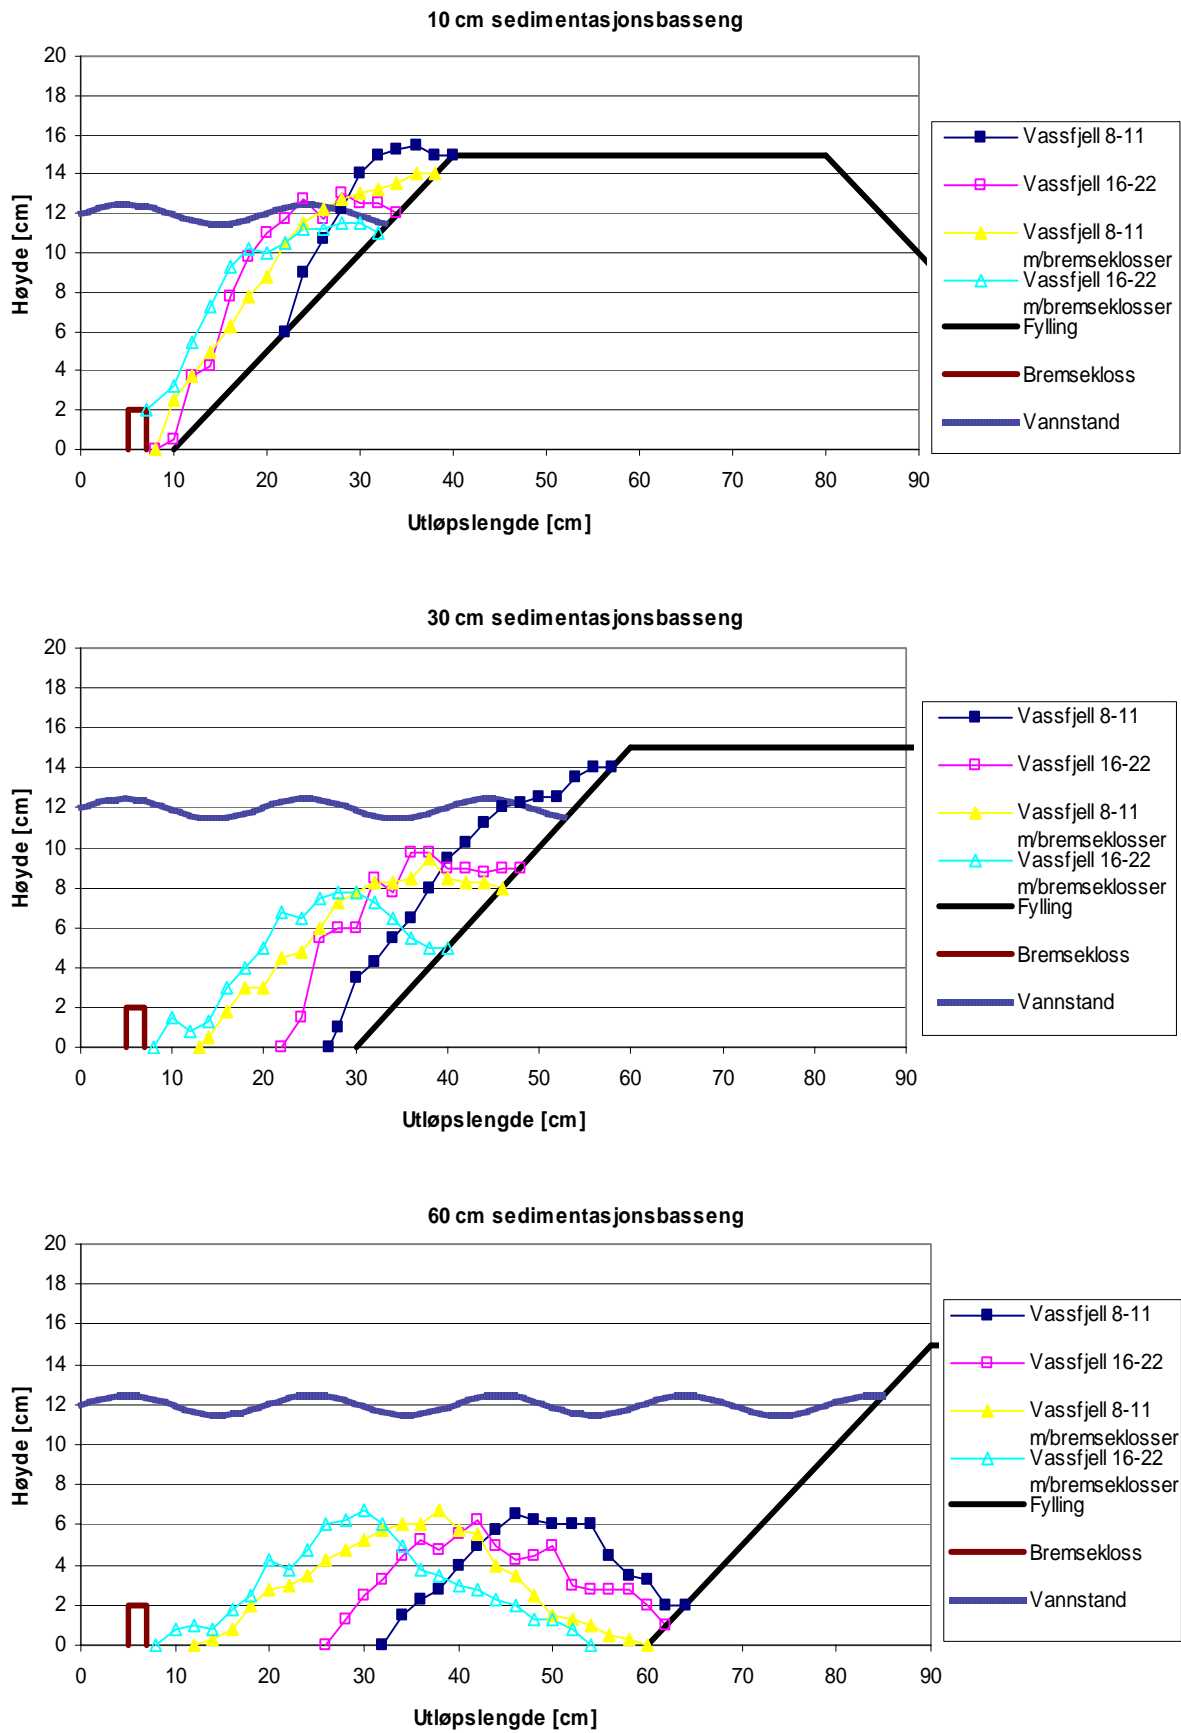 10 cm sedimentasjonsbasseng
20
18
16
14
12
10
8
6
4
2
0
Høyde [cm]
0 10 20 30 40 50 60 70 80 90
Utløpslengde [cm]
Vassfjell 8-11
Vassfjell 16-22
Vassfjell 8-11
m/bremseklosser
Vassfjell 16-22
m/bremseklosser
Fylling
Bremsekloss
Vannstand
30 cm sedimentasjonsbasseng
20
18
16
14
12
10
8
6
4
2
0
Høyde [cm]
0 10 20 30 40 50 60 70 80 90
Utløpslengde [cm]
Vassfjell 8-11
Vassfjell 16-22
Vassfjell 8-11
m/bremseklosser
Vassfjell 16-22
m/bremseklosser
Fylling
Bremsekloss
Vannstand
60 cm sedimentasjonsbasseng
20
18
16
14
12
10
8
6
4
2
0
Høyde [cm]
0 10 20 30 40 50 60 70 80 90
Utløpslengde [cm]
Vassfjell 8-11
Vassfjell 16-22
Vassfjell 8-11
m/bremseklosser
Vassfjell 16-22
m/bremseklosser
Fylling
Bremsekloss
Vannstand